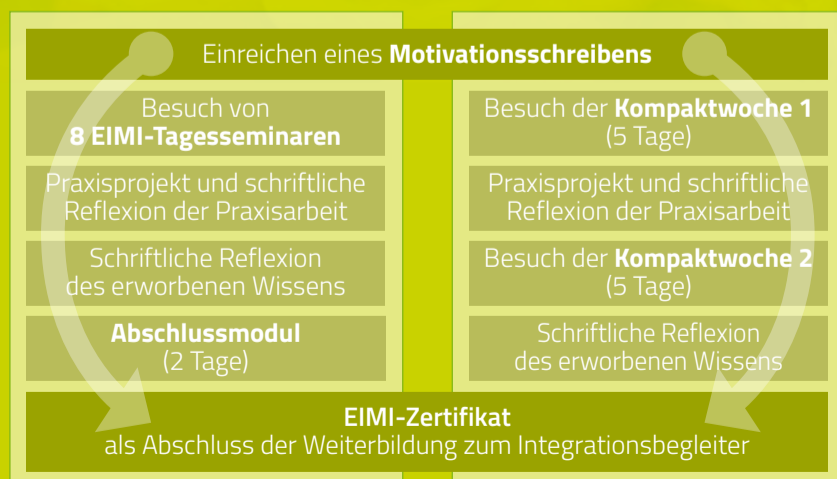 Einreichen eines Motivationsschreibens
Besuch von
8 EIMI-Tagesseminaren
Praxisprojekt und schriftliche
Reflexion der Praxisarbeit
Schriftliche Reflexion
des erworbenen Wissens
Abschlussmodul
(2 Tage)
Besuch der Kompaktwoche 1
(5 Tage)
Praxisprojekt und schriftliche
Reflexion der Praxisarbeit
Besuch der Kompaktwoche 2
(5 Tage)
Schriftliche Reflexion
des erworbenen Wissens
EIMI-Zertifikat
als Abschluss der Weiterbildung zum Integrationsbegleiter